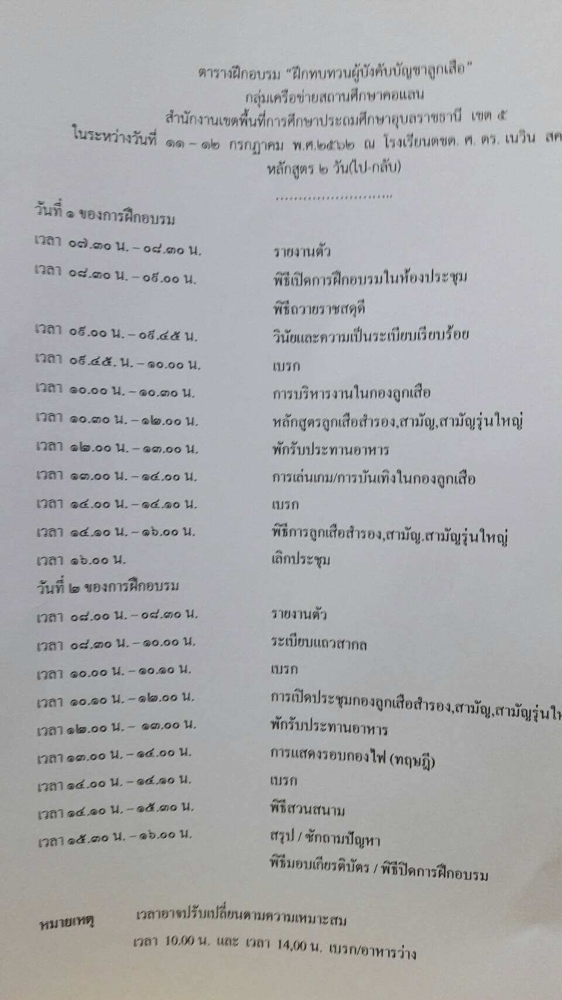 ตารางฝึกอบรม “ฝึกทบทวนผู้บังคับบัญชาลูกเสือ”
กลุ่มเครือข่ายสถานศึกษาคอแลน
สำนักงานเขตพื้นที่การศึกษาประถมศึกษาอุบลราชธานี เขต ๕
ในระหว่างวันที่ ๑๑ – ๑๒ กรกฎาคม พ.ศ.๒๕๖๒ ณ โรงเรียนตชด. ศ. ดร. เนวิน
หลักสูตร ๒ วัน(ไป-กลับ)
..........................
วันที่ ๑ ของการฝึกอบรม
เวลา ๐๗.๓๐ น. – ๐๘.๓๐ น. รายงานตัว
เวลา ๐๘.๓๐ น. – ๐๙.๐๐ น. พิธีเปิดการฝึกอบรมในห้องประชุม
พิธีถวายราชสดุดี
เวลา ๐๙.๐๐ น. – ๐๙.๔๕ น. วินัยและความเป็นระเบียบเรียบร้อย
เวลา ๐๙.๔๕. น. – ๑๐.๐๐ น. เบรก
เวลา ๑๐.๐๐ น. – ๑๐.๓๐ น. การบริหารงานในกองลูกเสือ
เวลา ๑๐.๓๐ น. – ๑๒.๐๐ น. หลักสูตรลูกเสือสำรอง,สามัญ,สามัญรุ่นใหญ่
เวลา ๑๒.๐๐ น. – ๑๓.๐๐ น. พักรับประทานอาหาร
เวลา ๑๓.๐๐ น. – ๑๔.๐๐ น. การเล่นเกม/การบันเทิงในกองลูกเสือ
เวลา ๑๔.๐๐ น. – ๑๔.๑๐ น. เบรก
เวลา ๑๔.๑๐ น. – ๑๖.๐๐ น. พิธีการลูกเสือสำรอง,สามัญ.สามัญรุ่นใหญ่
เวลา ๑๖.๐๐ น. เลิกประชุม
วันที่ ๒ ของการฝึกอบรม
เวลา ๐๘.๐๐ น. – ๐๘.๓๐ น. รายงานตัว
เวลา ๐๘.๓๐ น. – ๑๐.๐๐ น. ระเบียบแถวสากล
เวลา ๑๐.๐๐ น. – ๑๐.๑๐ น. เบรก
เวลา ๑๐.๑๐ น. – ๑๒.๐๐ น. การเปิดประชุมกองลูกเสือสำรอง,สามัญ,สามัญรุ่นให
เวลา ๑๒.๐๐ น. – ๑๓.๐๐ น. พักรับประทานอาหาร
เวลา ๑๓.๐๐ น. – ๑๔.๐๐ น. การแสดงรอบกองไฟ (ทฤษฎี)
เวลา ๑๔.๐๐ น. – ๑๔.๑๐ น. เบรก
เวลา ๑๔.๑๐ น. – ๑๕.๓๐ น. พิธีสวนสนาม
เวลา ๑๕.๓๐ น. – ๑๖.๐๐ น. สรุป / ซักถามปัญหา
พิธีมอบเกียรติบัตร / พิธีปิดการฝึกอบรม
หมายเหตุ เวลาอาจปรับเปลี่ยนตามความเหมาะสม
เวลา 10.00 น. และ เวลา 14,00 น. เบรก/อาหารว่าง